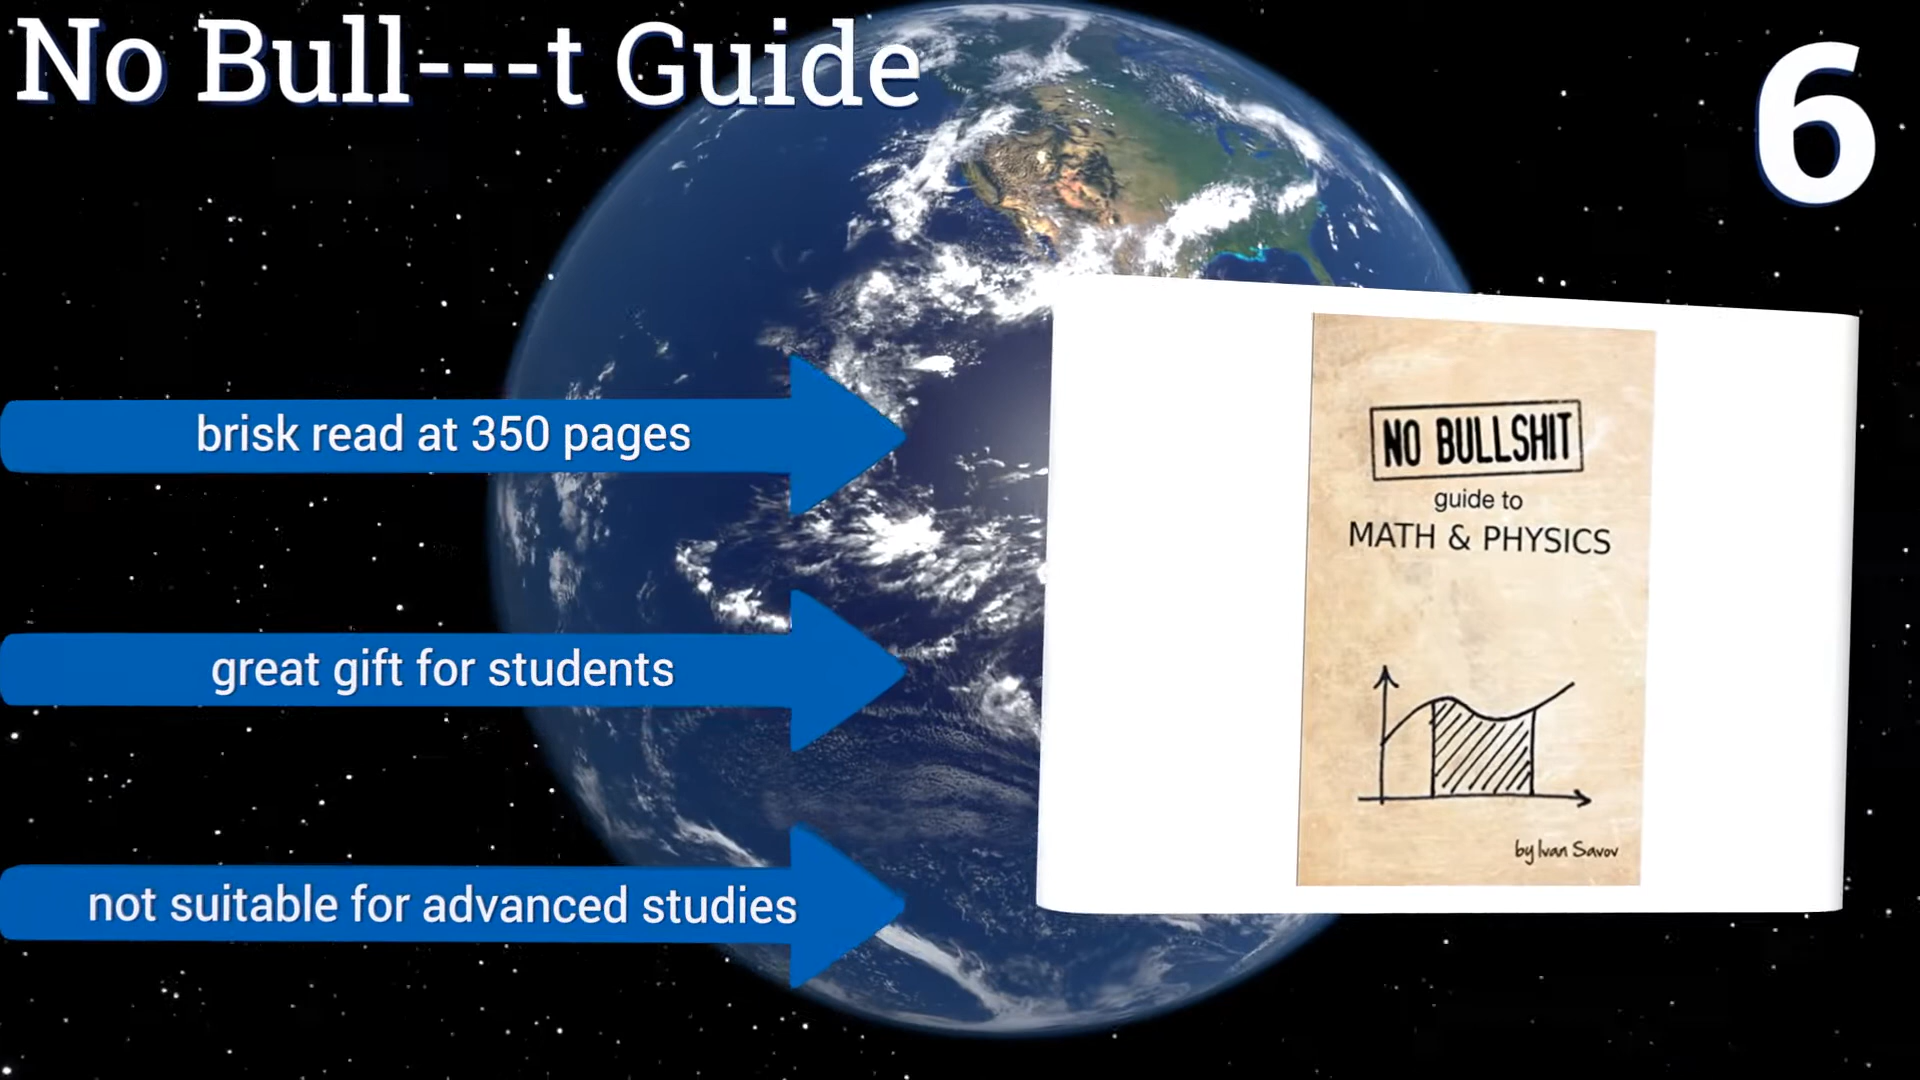 No Bull---t Guide
6
brisk read at 350 pages
great gift for students
not suitable for advanced studies
NO BULLSHIT
guide to
MATH & PHYSICS
by Ivan Savov